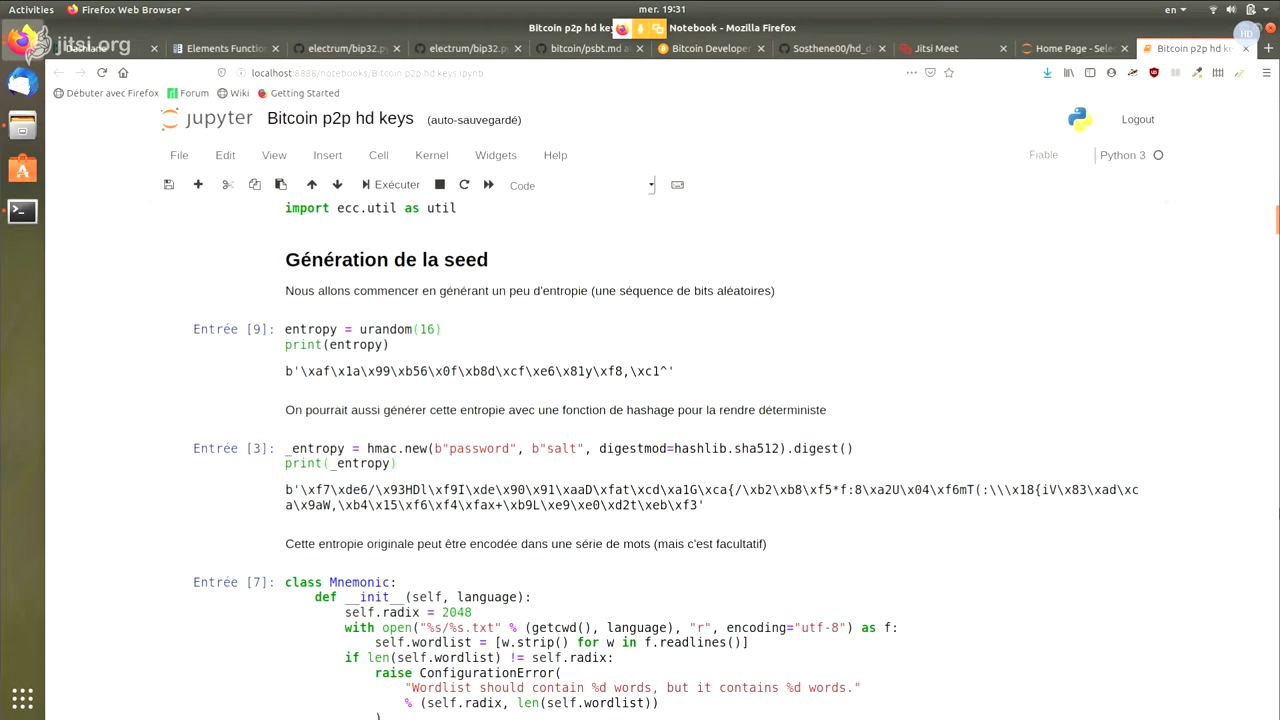 Activities
Firefox Web Browser
mer. 19:31
en
Bitcoin p2p hd ke
Notebook - Mozilla Firefox
HD
jitsi.org
Elements Functio
electrum/bip32.p
electrum/bip32.p
bitcoin/psbt.md a
Bitcoin Developer
Sosthene00/hd_d
Jitsi Meet
Home Page - Sele
Bitcoin p2p hd ke
localhost:8888/notebooks/Bitcoin p2p hd keys.ipynb
Débuter avec Firefox
Forum
Wiki
Getting Started
jupyter
Bitcoin p2p hd keys
(auto-sauvegardé)
Logout
File
Edit
View
Insert
Cell
Kernel
Widgets
Help
Fiable
Python 3
Exécuter
Code
import ecc.util as util
Génération de la seed
Nous allons commencer en générant un peu d'entropie (une séquence de bits aléatoires)
Entrée [9]: entropy = urandom(16)
print(entropy)
b'\xaf\x1a\x99\xb56\x0f\xb8d\xcf\xe6\x81y\xf8,\xc1^'
On pourrait aussi générer cette entropie avec une fonction de hashage pour la rendre déterministe
Entrée [3]: _entropy = hmac.new(b"password", b"salt", digestmod=hashlib.sha512).digest()
print(_entropy)
b'\xf7\xde6/\x93HDl\xf9I\xde\x90\x91\xaaD\xfat\xcd\xa1G\xca{/\xb2\xb8\xf5*f:8\xa2U\x04\xf6mT(:\\\x18{iV\x83\xad\xc
a\x9aW,\xb4\x15\xf6\xf4\xfax+\xb9L\xe9\xe0\xd2t\xeb\xf3'
Cette entropie originale peut être encodée dans une série de mots (mais c'est facultatif)
Entrée [7]: class Mnemonic:
def __init__(self, language):
self.radix = 2048
with open("%s/%s.txt" % (getcwd(), language), "r", encoding="utf-8") as f:
self.wordlist = [w.strip() for w in f.readlines()]
if len(self.wordlist) != self.radix:
raise ConfigurationError(
"Wordlist should contain %d words, but it contains %d words."
% (self.radix, len(self.wordlist))
)